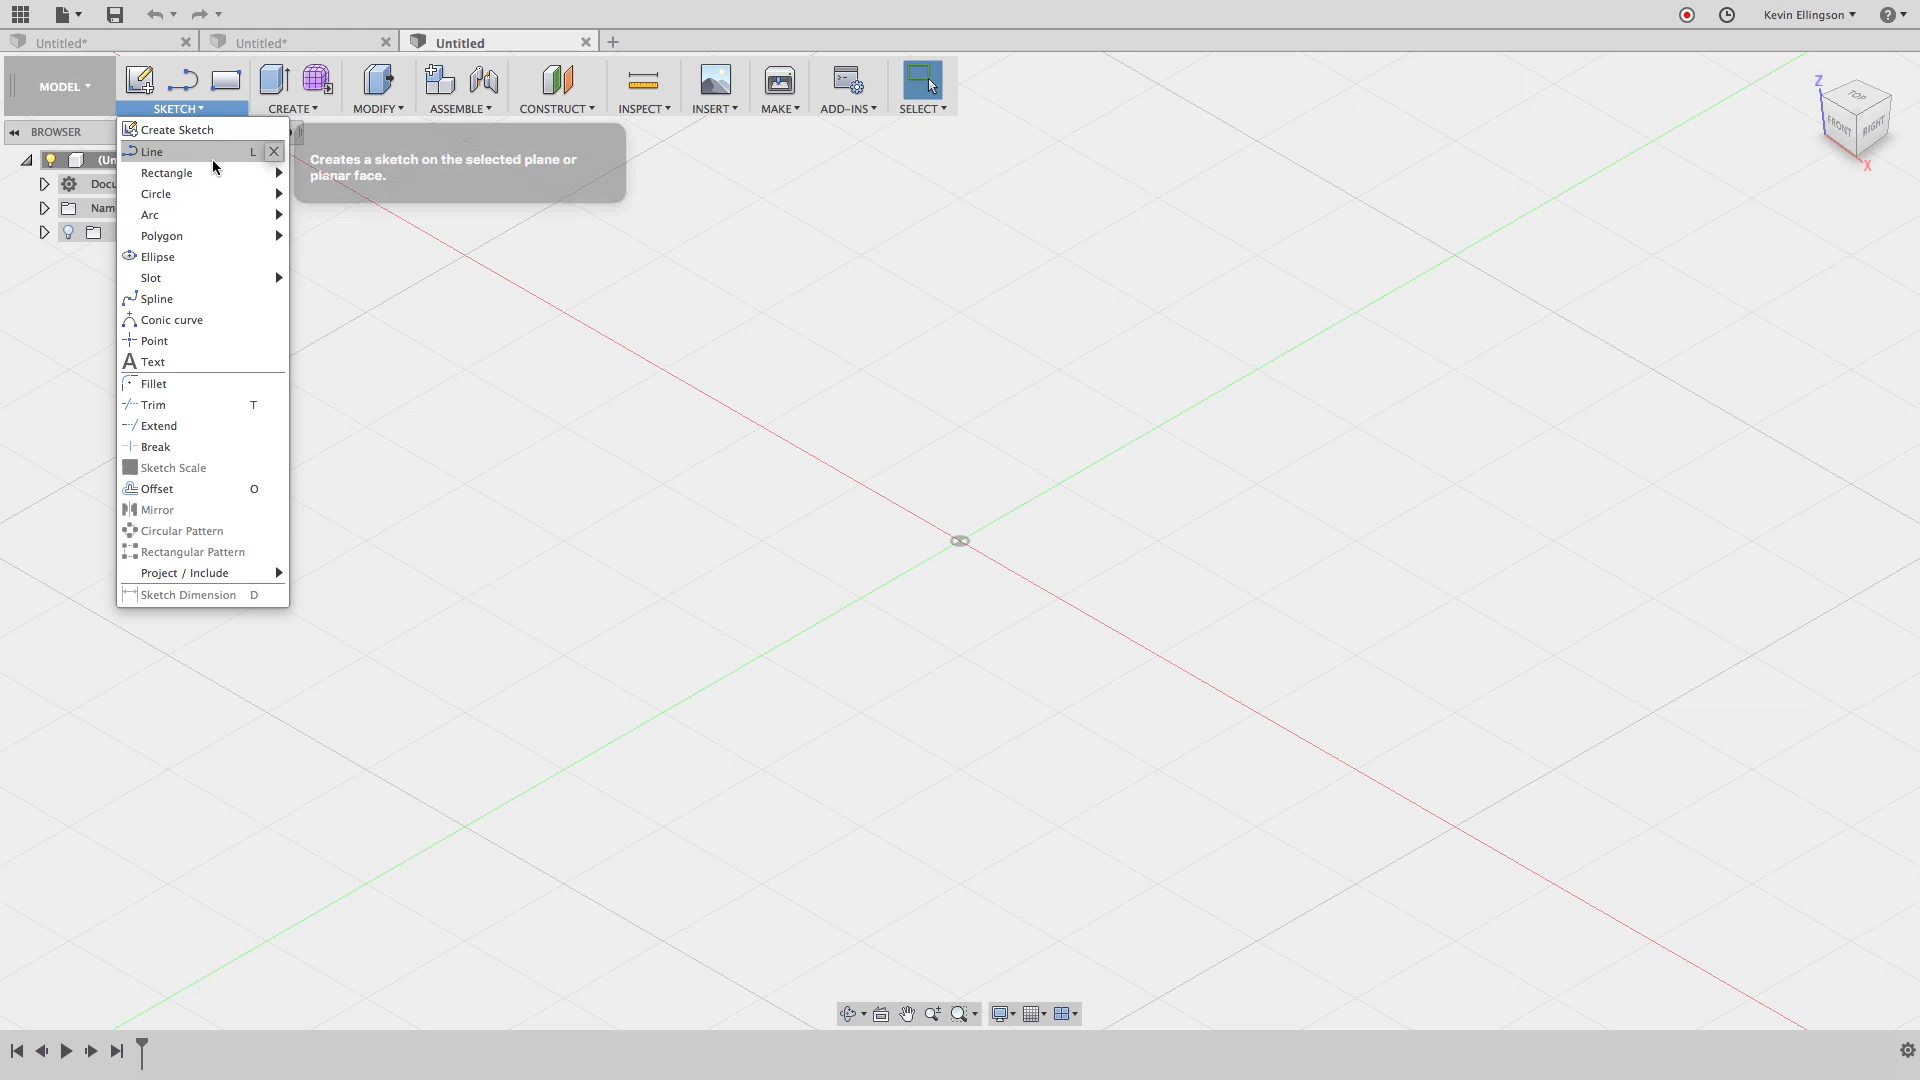 Kevin Ellingson
Untitled*
Untitled*
Untitled
MODEL
SKETCH
CREATE
MODIFY
ASSEMBLE
CONSTRUCT
INSPECT
INSERT
MAKE
ADD-INS
SELECT
BROWSER
(Un
Docu
Nam
Create Sketch
Line L
Rectangle
Circle
Arc
Polygon
Ellipse
Slot
Spline
Conic curve
Point
A Text
Fillet
Trim T
Extend
Break
Sketch Scale
Offset O
Mirror
Circular Pattern
Rectangular Pattern
Project / Include
Sketch Dimension D
Creates a sketch on the selected plane or
planar face.
Z
TOP
FRONT
RIGHT
X